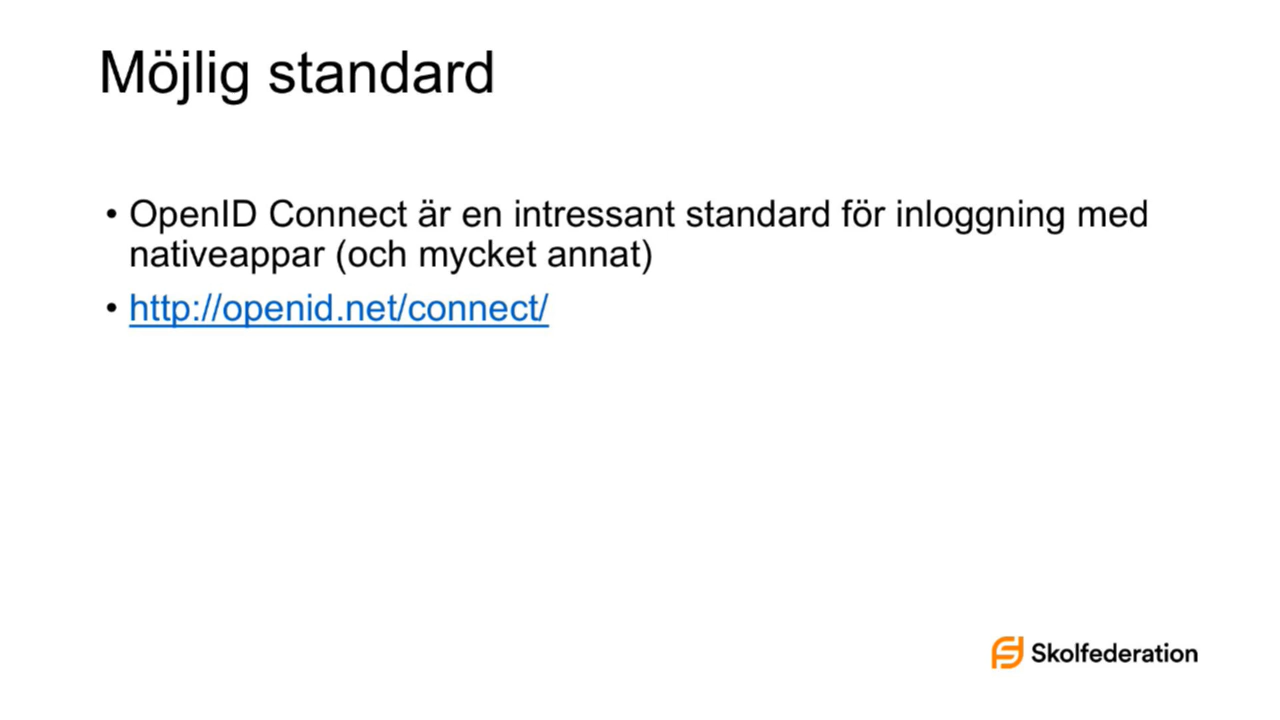 Möjlig standard
• OpenID Connect är en intressant standard för inloggning med
nativeappar (och mycket annat)
• http://openid.net/connect/
Skolfederation